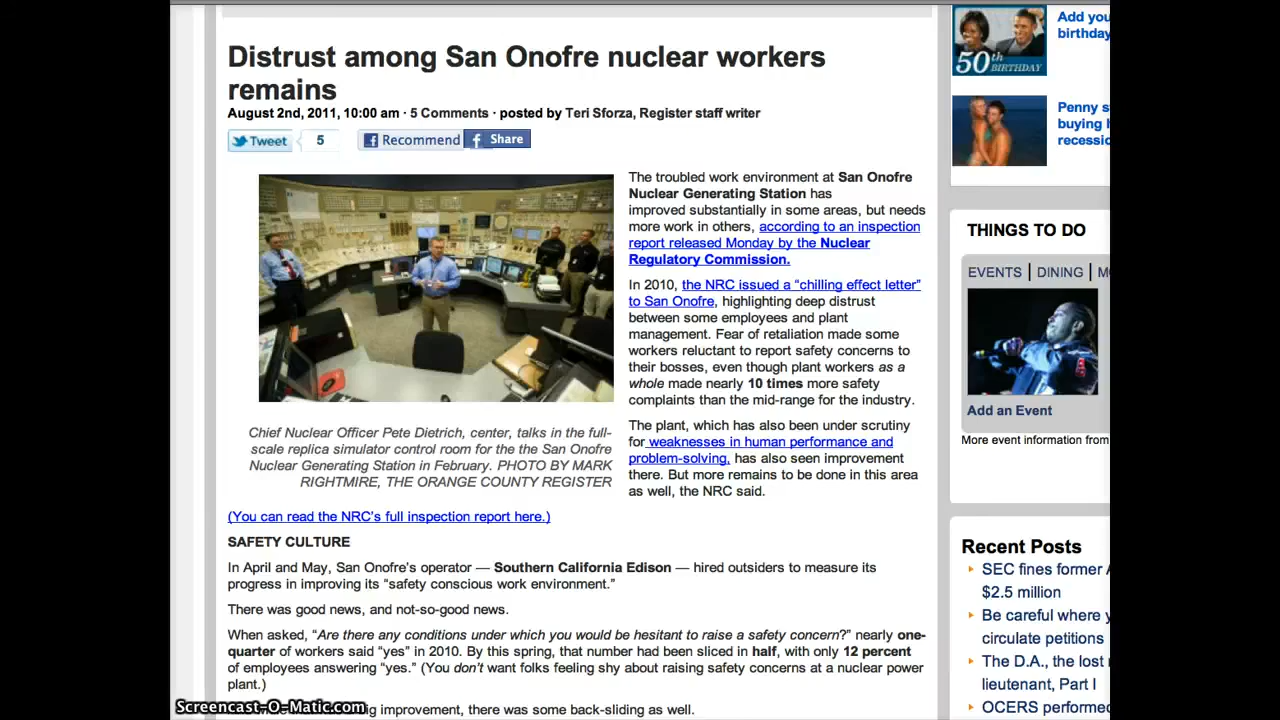 Distrust among San Onofre nuclear workers
remains
August 2nd, 2011, 10:00 am · 5 Comments · posted by Teri Sforza, Register staff writer
Tweet
5
Recommend
Share
The troubled work environment at San Onofre
Nuclear Generating Station has
improved substantially in some areas, but needs
more work in others, according to an inspection
report released Monday by the Nuclear
Regulatory Commission.
In 2010, the NRC issued a “chilling effect letter”
to San Onofre, highlighting deep distrust
between some employees and plant
management. Fear of retaliation made some
workers reluctant to report safety concerns to
their bosses, even though plant workers as a
whole made nearly 10 times more safety
complaints than the mid-range for the industry.
Chief Nuclear Officer Pete Dietrich, center, talks in the full-
scale replica simulator control room for the the San Onofre
Nuclear Generating Station in February. PHOTO BY MARK
RIGHTMIRE, THE ORANGE COUNTY REGISTER
The plant, which has also been under scrutiny
for weaknesses in human performance and
problem-solving, has also seen improvement
there. But more remains to be done in this area
as well, the NRC said.
(You can read the NRC’s full inspection report here.)
SAFETY CULTURE
In April and May, San Onofre’s operator — Southern California Edison — hired outsiders to measure its
progress in improving its “safety conscious work environment.”
There was good news, and not-so-good news.
When asked, “Are there any conditions under which you would be hesitant to raise a safety concern?” nearly one-
quarter of workers said “yes” in 2010. By this spring, that number had been sliced in half, with only 12 percent
of employees answering “yes.” (You don’t want folks feeling shy about raising safety concerns at a nuclear power
plant.)
improvement, there was some back-sliding as well.
Screencast-O-Matic.com
50th
BIRTHDAY
Add you
birthday
Penny s
buying
recessio
THINGS TO DO
EVENTS | DINING | M
Add an Event
More event information from
Recent Posts
SEC fines former
$2.5 million
Be careful where
circulate petitions
The D.A., the lost
lieutenant, Part I
OCERS performed